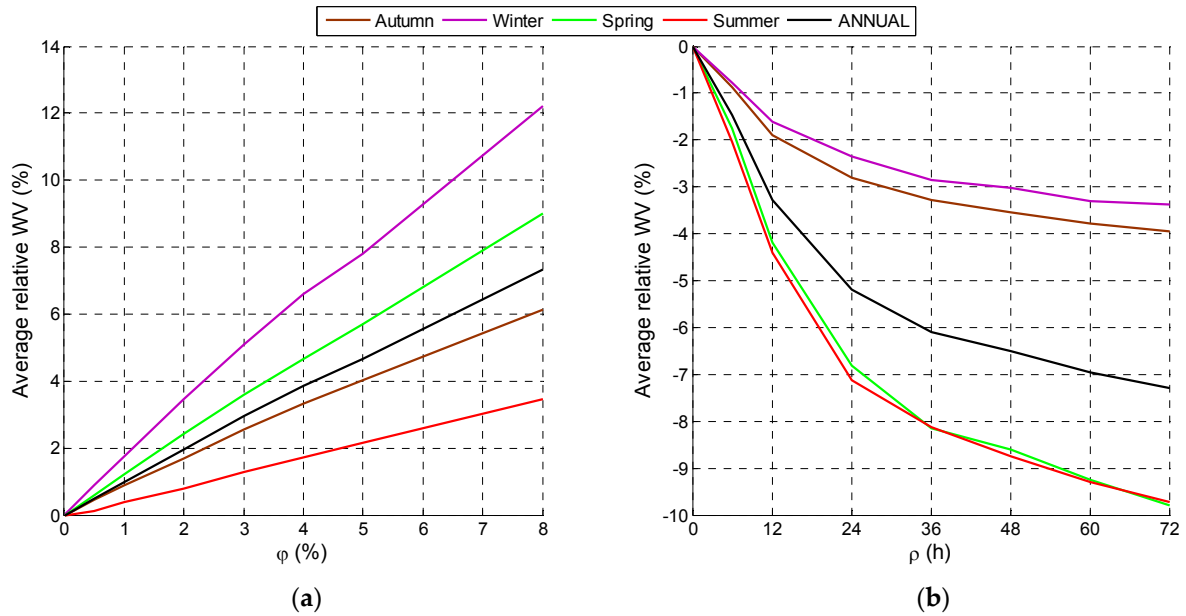 Autumn Winter Spring Summer ANNUAL
14
12
10
8
6
4
2
0
Average relative WV (%)
0 1 2 3 4 5 6 7 8
φ (%)
(a)
0
-1
-2
-3
-4
-5
-6
-7
-8
-9
-10
Average relative WV (%)
0 12 24 36 48 60 72
ρ (h)
(b)